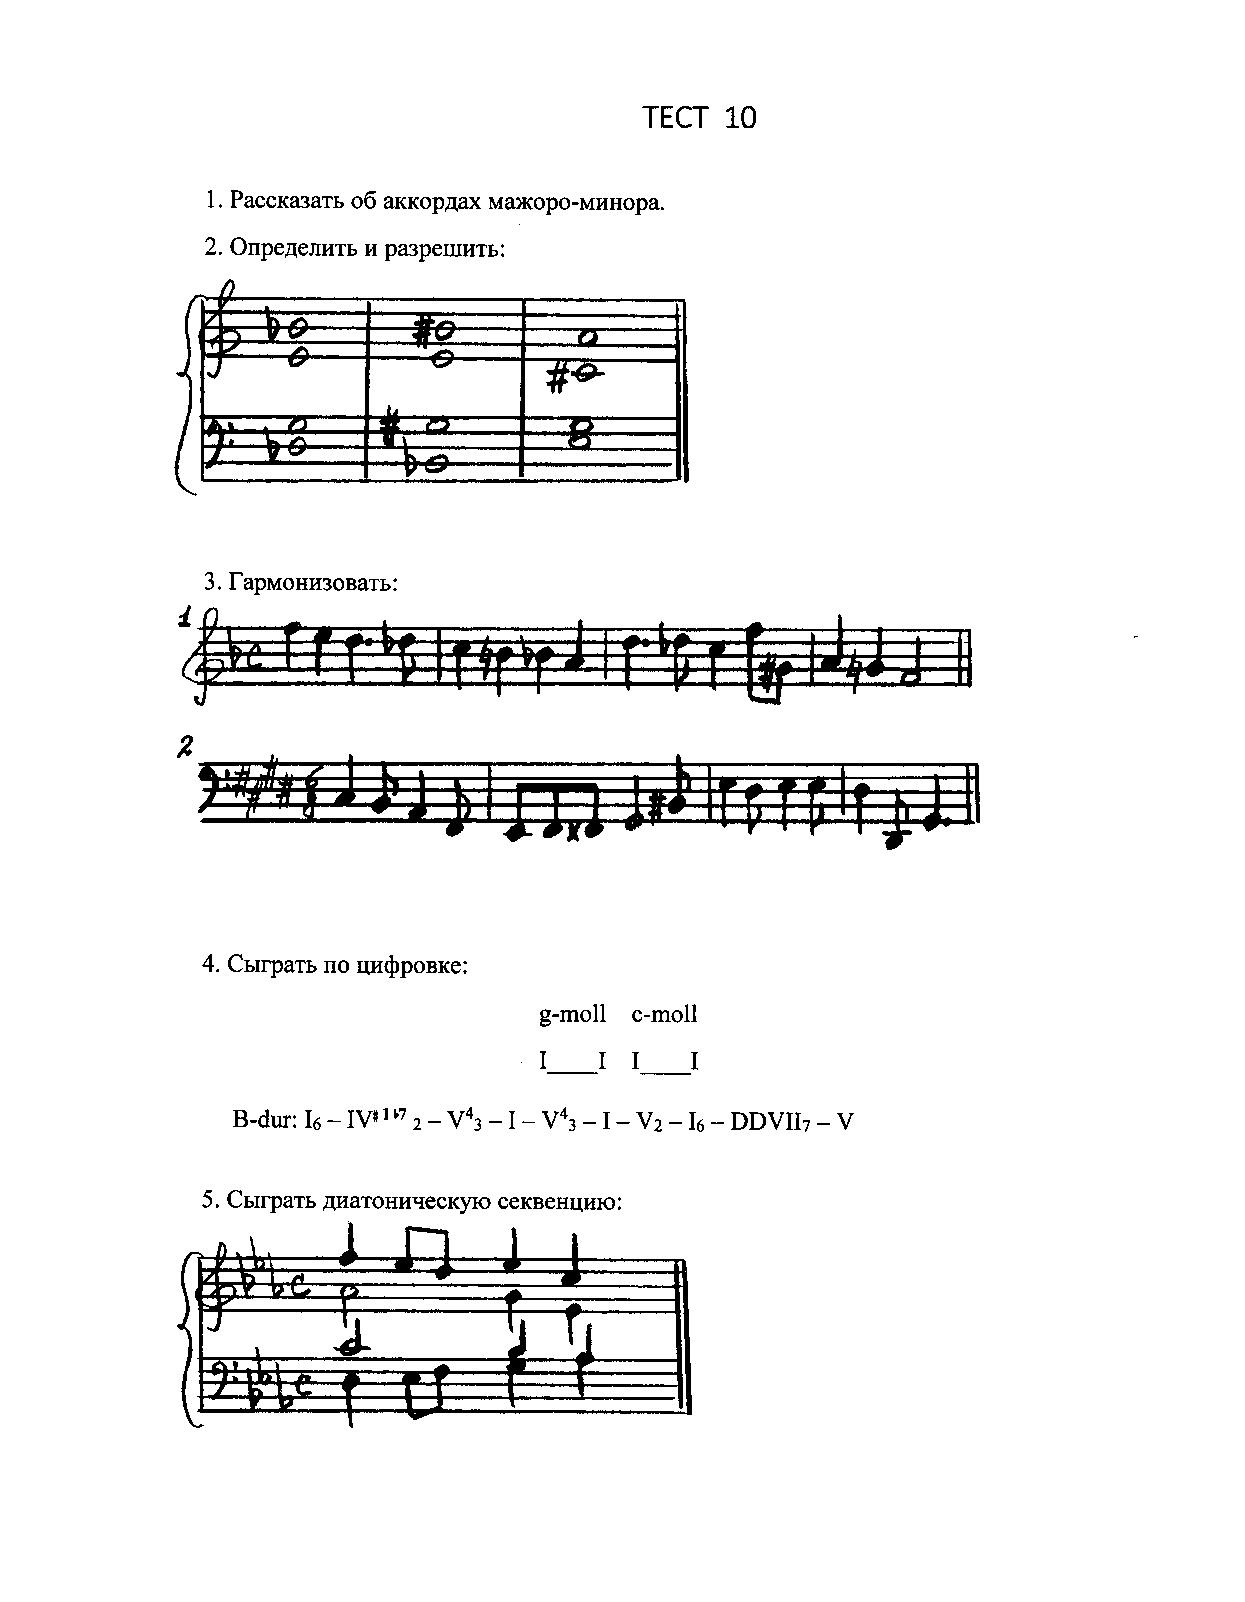 ТЕСТ 10
1. Рассказать об аккордах мажоро-минора.
2. Определить и разрешить:
3. Гармонизовать:
1
2
6
8
4. Сыграть по цифровке:
g-moll c-moll
I____I I____I
B-dur: I₆ – IV♯¹♭⁷ ₂ – V⁴₃ – I – V⁴₃ – I – V₂ – I₆ – DDVII₇ – V
5. Сыграть диатоническую секвенцию: